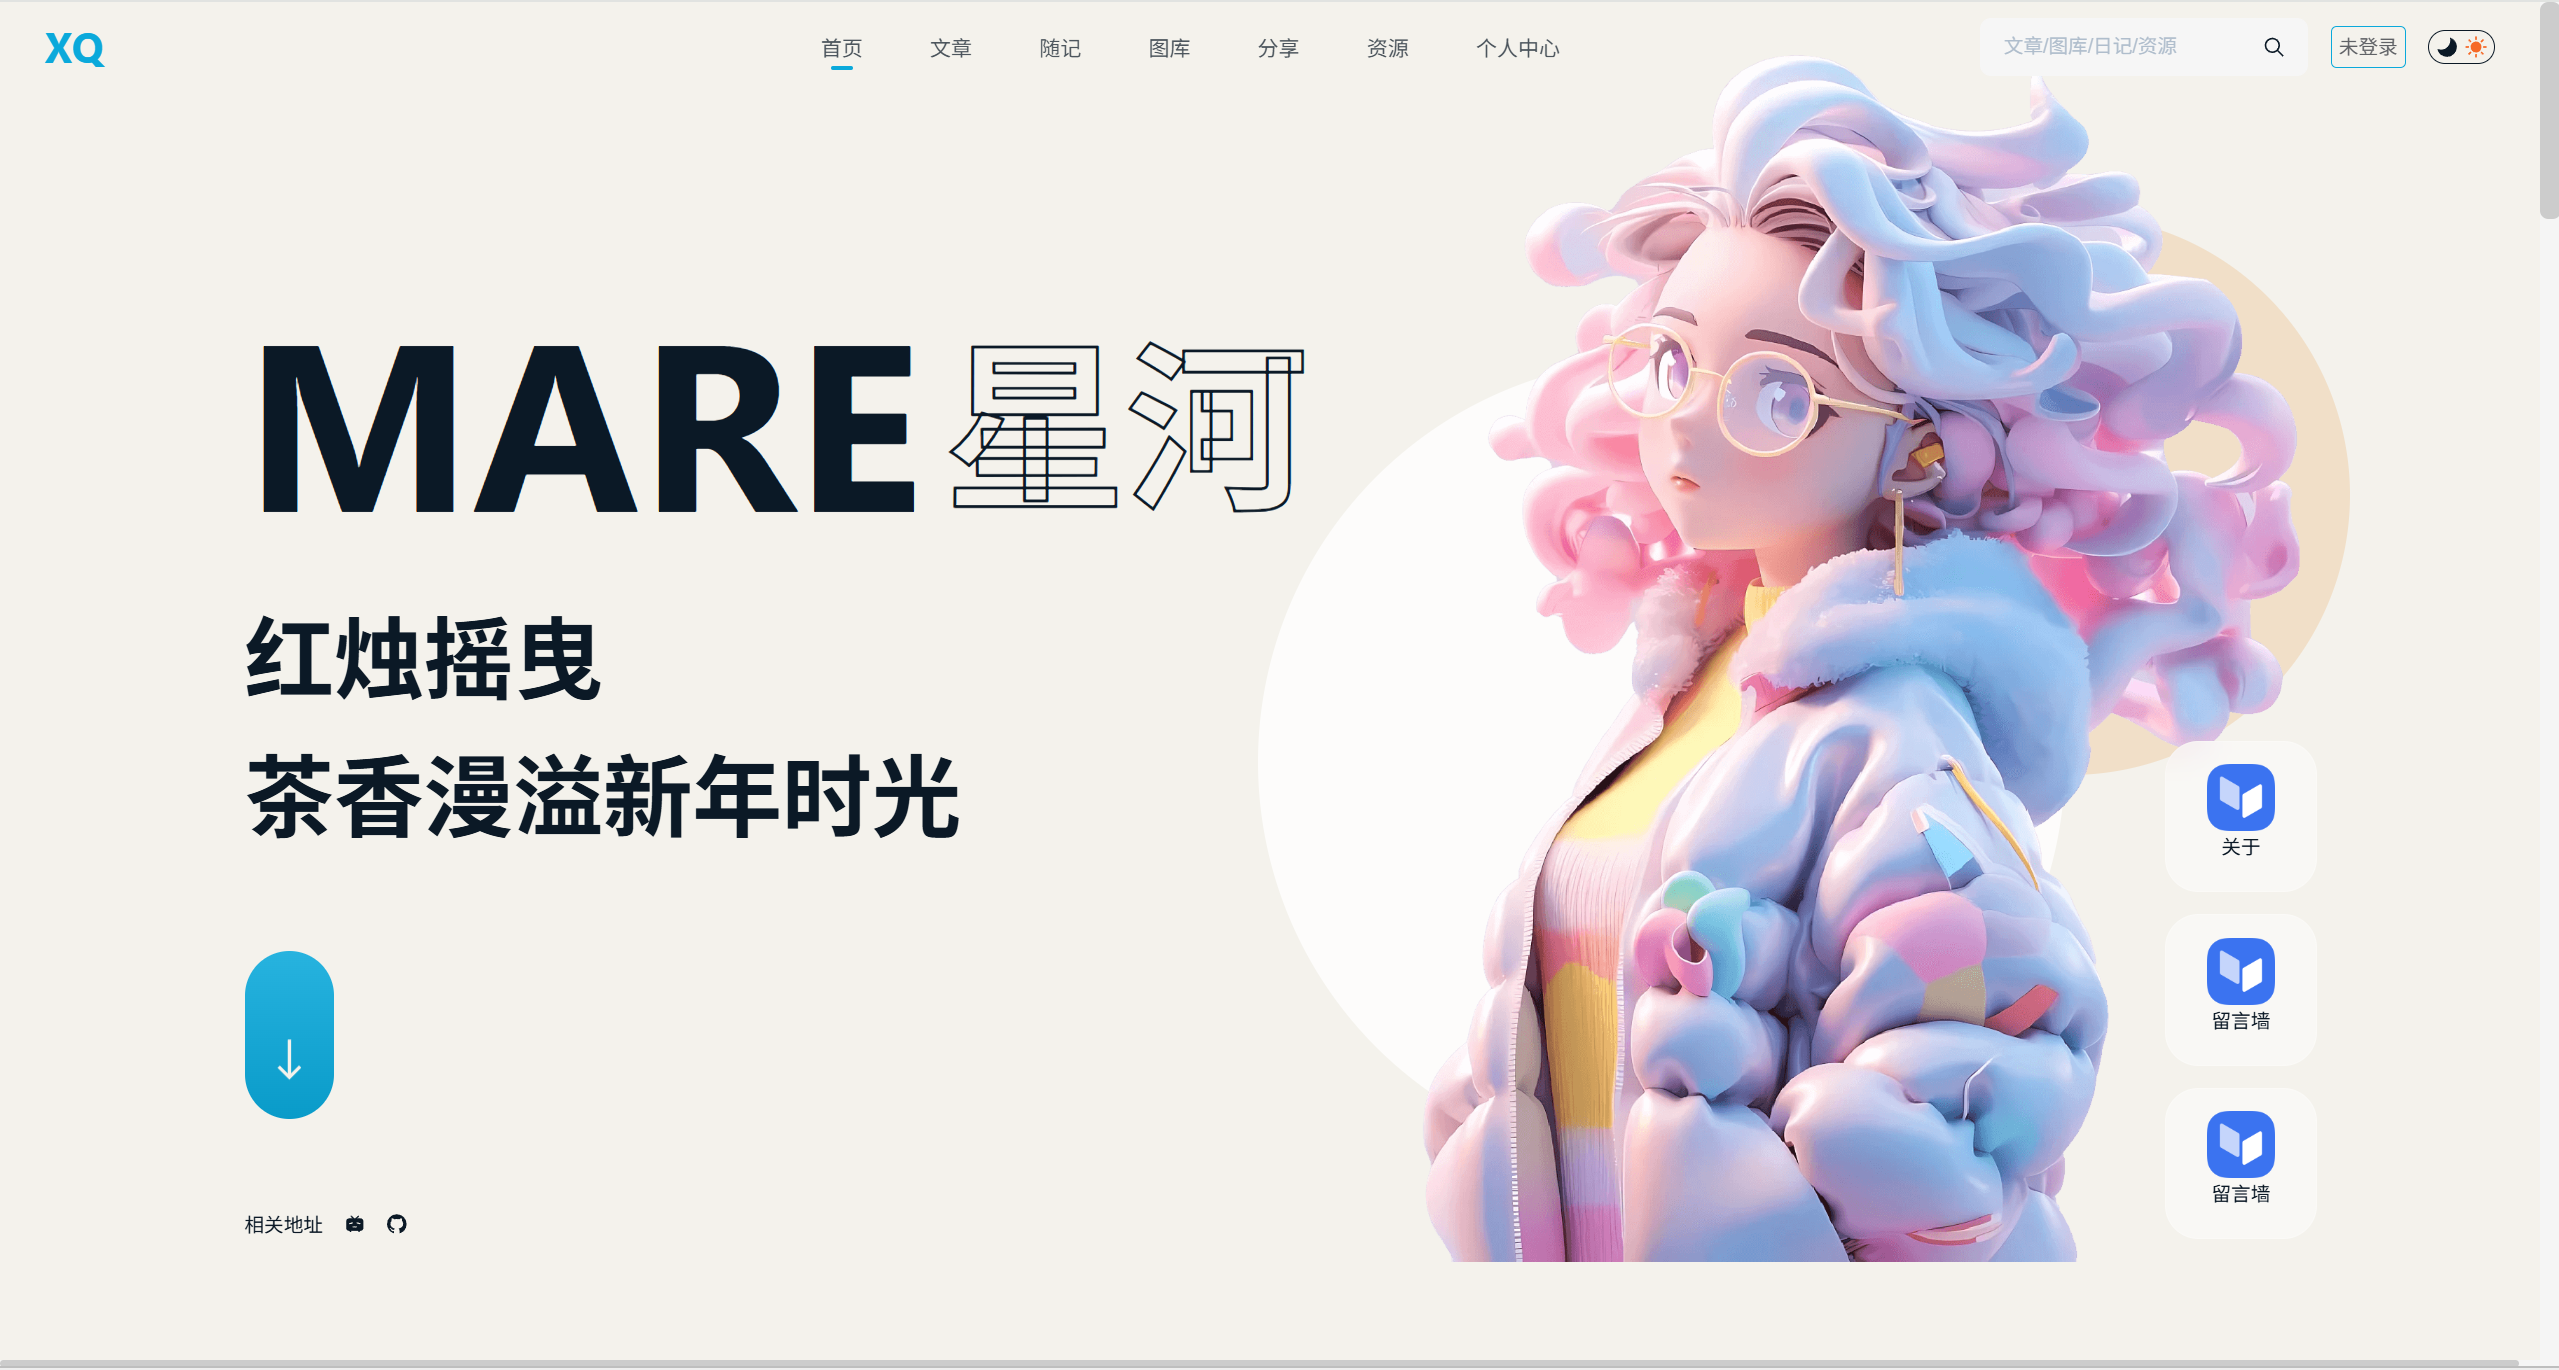 XQ
首页 文章 随记 图库 分享 资源 个人中心
文章/图库/日记/资源
未登录
MARE 星河
红烛摇曳
茶香漫溢新年时光
关于
留言墙
留言墙
相关地址